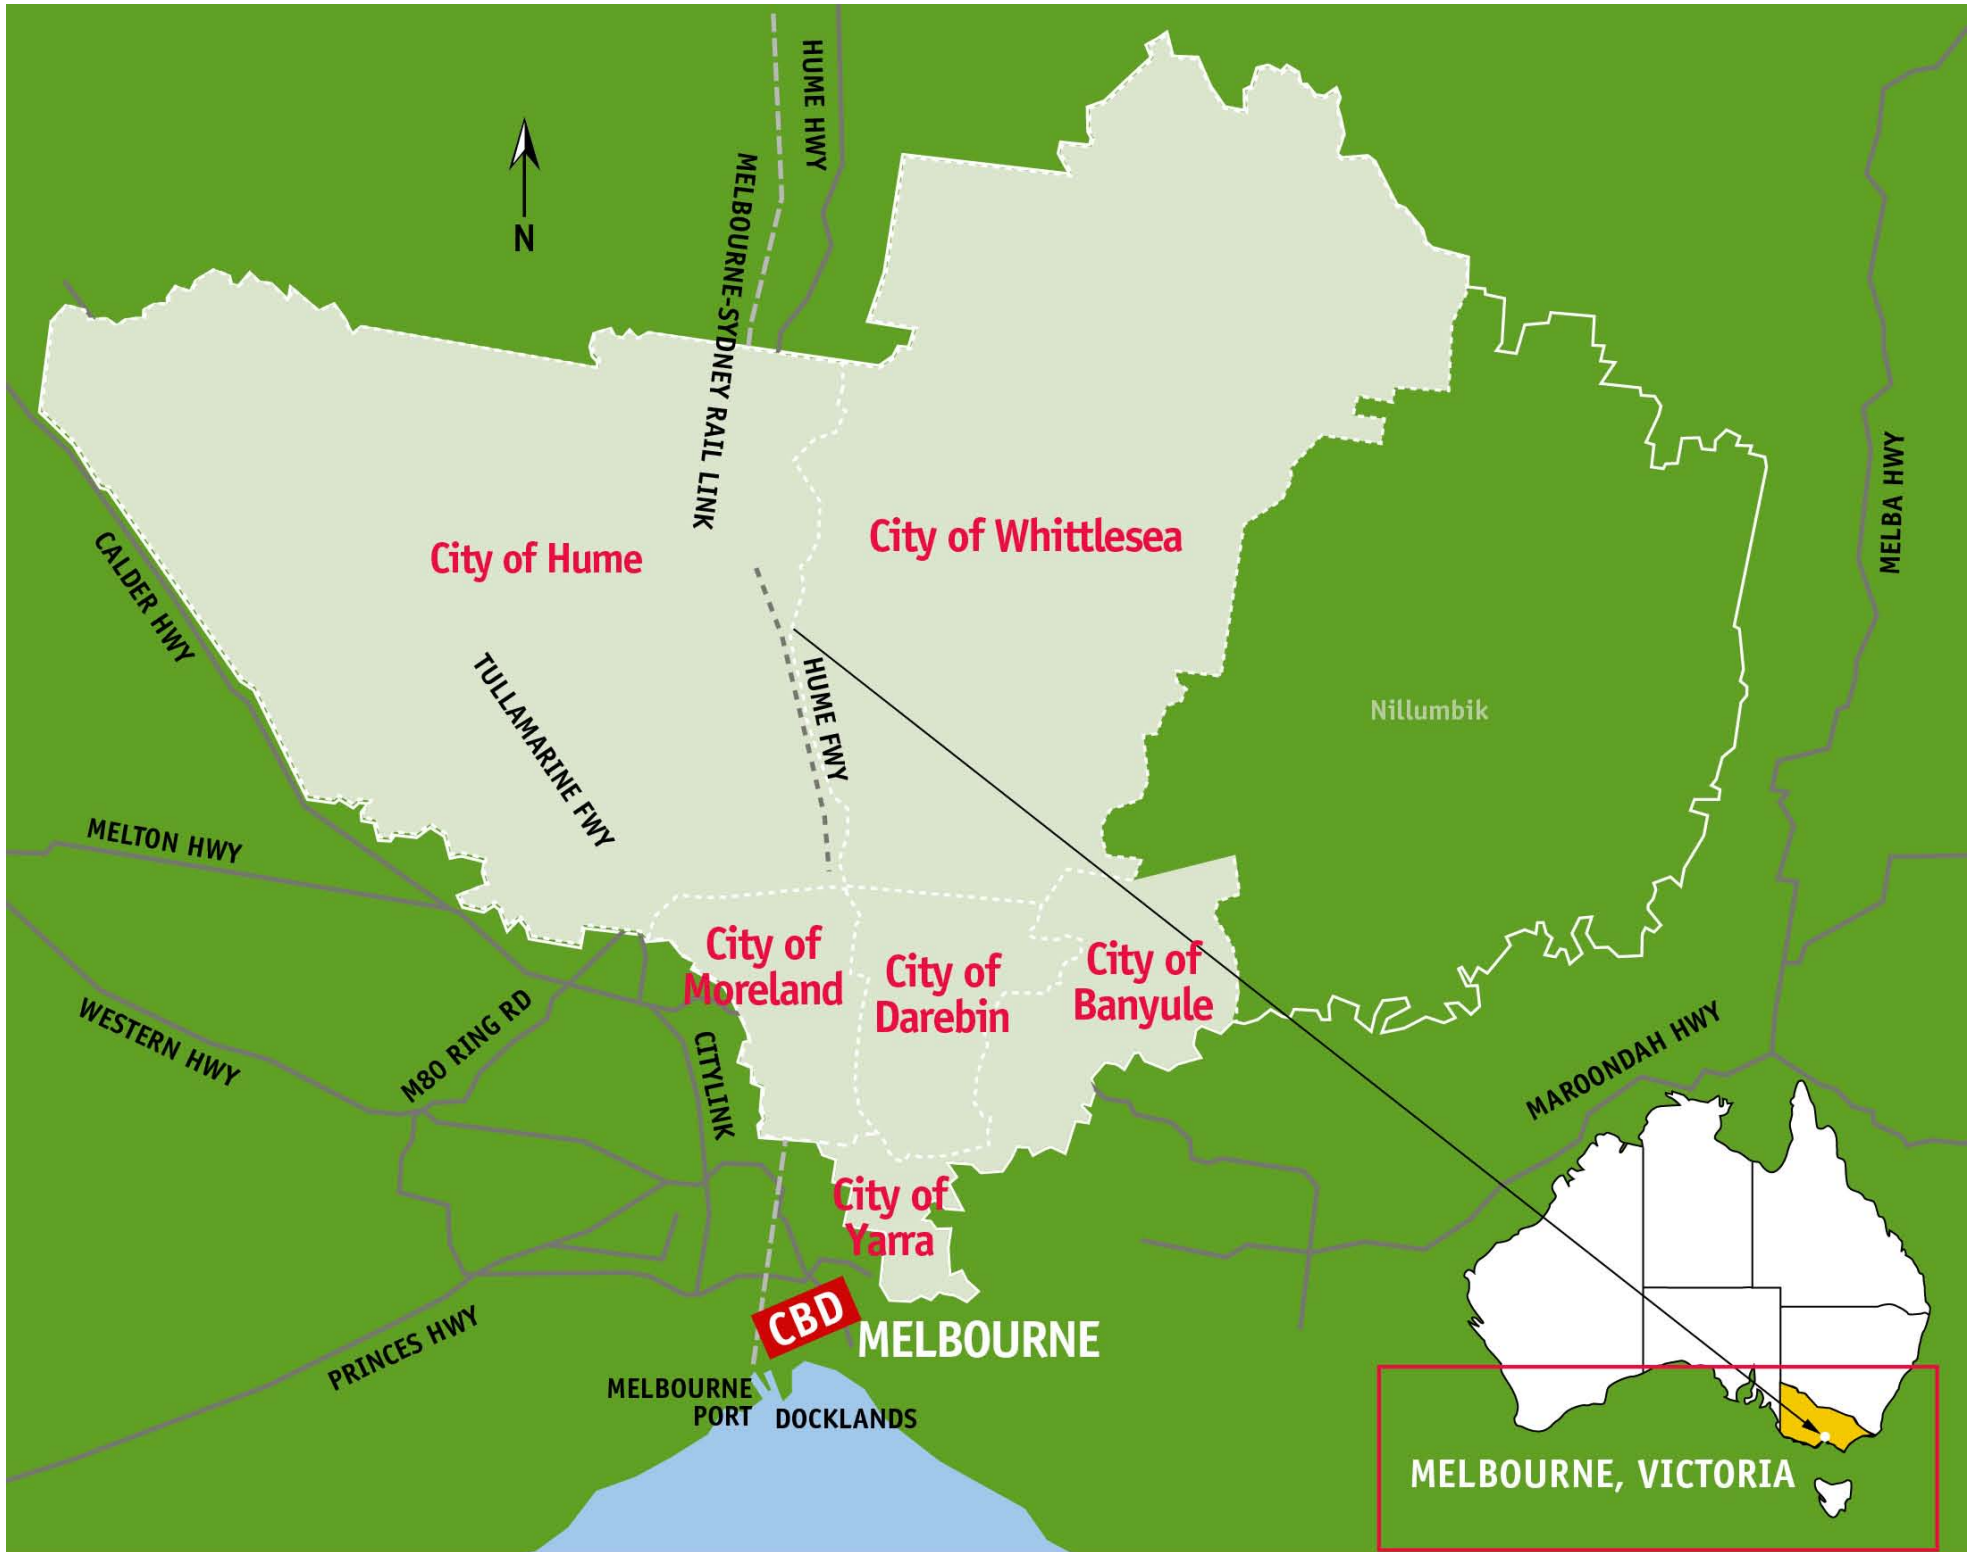 HUME HWY
MELBOURNE-SYDNEY RAIL LINK
N
City of Hume
City of Whittlesea
CALDER HWY
MELBA HWY
TULLAMARINE FWY
HUME FWY
Nillumbik
MELTON HWY
WESTERN HWY
M80 RING RD
CITYLINK
City of
Moreland
City of
Darebin
City of
Banyule
MAROONDAH HWY
City of
Yarra
PRINCES HWY
CBD
MELBOURNE
MELBOURNE
PORT
DOCKLANDS
MELBOURNE, VICTORIA